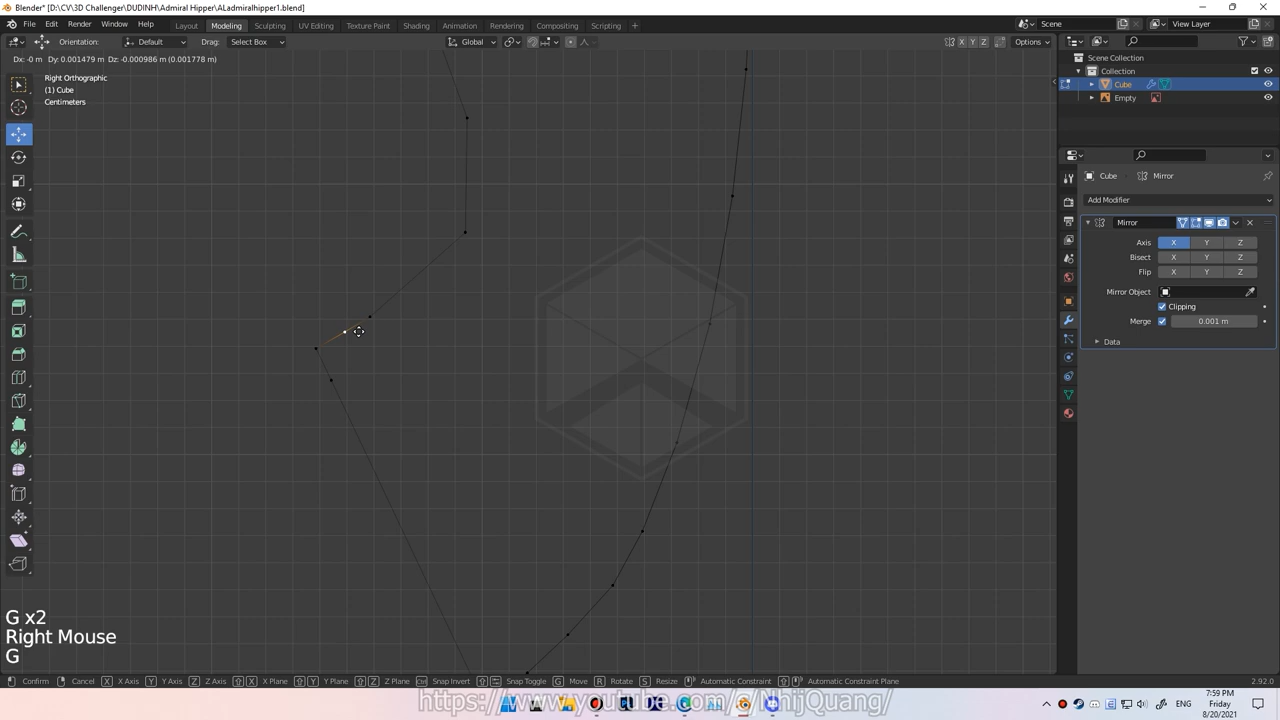 Blender* [D:\CV\3D Challenger\DUDINH\Admiral Hipper\ALadmiralhipper1.blend]
File Edit Render Window Help Layout Modeling Sculpting UV Editing Texture Paint Shading Animation Rendering Compositing Scripting Scene View Layer
Orientation: Default Drag: Select Box Global X Y Z Options
Dx: -0 m Dy: 0.001479 m Dz: -0.000986 m (0.001778 m)
Right Orthographic
(1) Cube
Centimeters
Scene Collection
Collection
Cube
Empty
Cube Mirror
Add Modifier
Mirror
Axis X Y Z
Bisect X Y Z
Flip X Y Z
Mirror Object
Clipping
Merge 0.001 m
Data
G x2
Right Mouse
G
Confirm Cancel X X Axis Y Y Axis Z Z Axis X X Plane Y Y Plane Z Z Plane Snap Invert Snap Toggle G Move R Rotate S Resize Automatic Constraint Automatic Constraint Plane 2.92.0
https://www.youtube.com/c/NhijQuang/
ENG
7:59 PM
Friday
8/20/2021